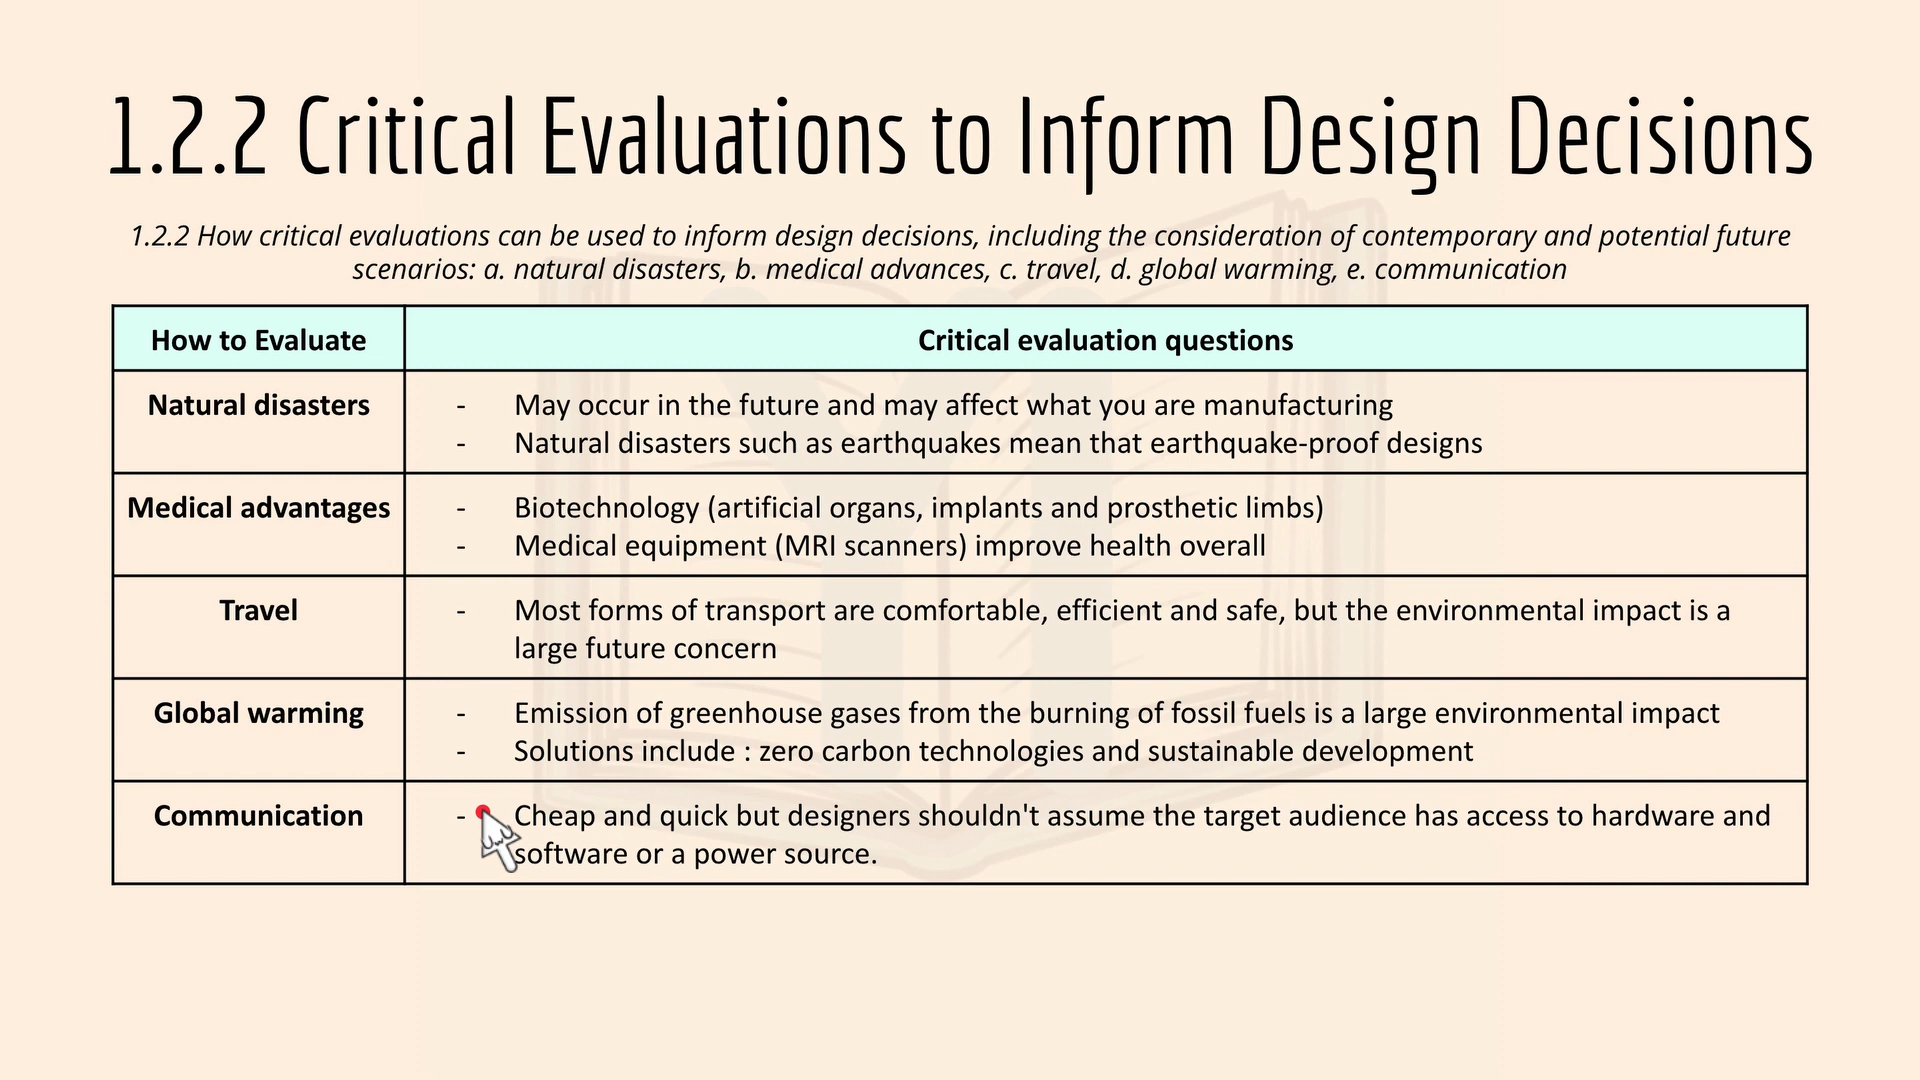 1.2.2 Critical Evaluations to Inform Design Decisions
1.2.2 How critical evaluations can be used to inform design decisions, including the consideration of contemporary and potential future
scenarios: a. natural disasters, b. medical advances, c. travel, d. global warming, e. communication
How to Evaluate
Critical evaluation questions
Natural disasters
- May occur in the future and may affect what you are manufacturing
- Natural disasters such as earthquakes mean that earthquake-proof designs
Medical advantages
- Biotechnology (artificial organs, implants and prosthetic limbs)
- Medical equipment (MRI scanners) improve health overall
Travel
- Most forms of transport are comfortable, efficient and safe, but the environmental impact is a
large future concern
Global warming
- Emission of greenhouse gases from the burning of fossil fuels is a large environmental impact
- Solutions include : zero carbon technologies and sustainable development
Communication
- Cheap and quick but designers shouldn't assume the target audience has access to hardware and
software or a power source.